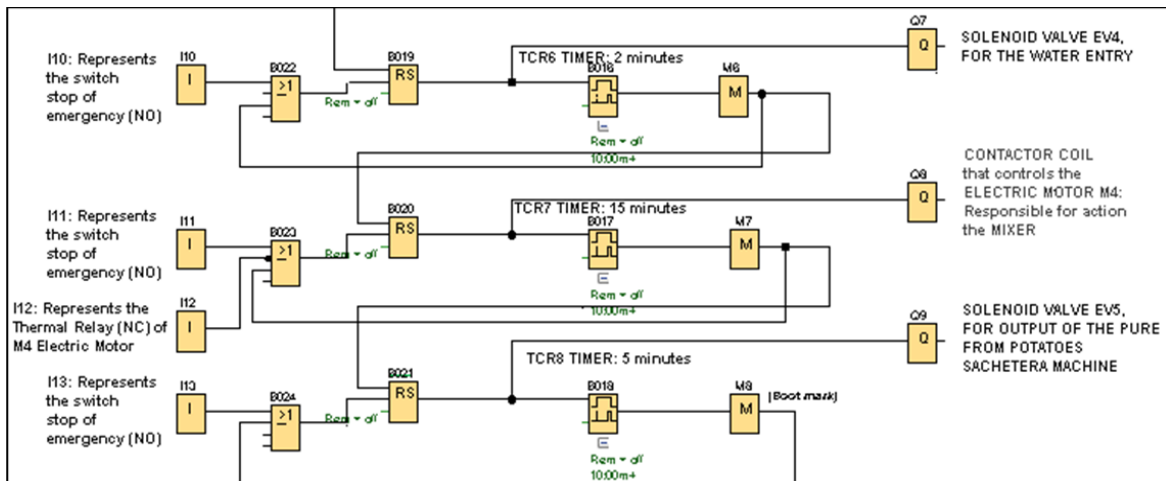 I10: Represents
the switch
stop of
emergency (NO)
I10
I
B022
≥1
B019
RS
Rem = off
TCR6 TIMER: 2 minutes
B016
Rem = off
10:00m+
M6
M
Q7
Q
SOLENOID VALVE EV4,
FOR THE WATER ENTRY
I11: Represents
the switch
stop of
emergency (NO)
I11
I
B023
≥1
B020
RS
Rem = off
TCR7 TIMER: 15 minutes
B017
Rem = off
10:00m+
M7
M
Q8
Q
CONTACTOR COIL
that controls the
ELECTRIC MOTOR M4:
Responsible for action
the MIXER
I12: Represents the
Thermal Relay (NC) of
M4 Electric Motor
I12
I
I13: Represents
the switch
stop of
emergency (NO)
I13
I
B024
≥1
B021
RS
Rem = off
TCR8 TIMER: 5 minutes
B018
Rem = off
10:00m+
M8
[Boot mask]
M
Q9
Q
SOLENOID VALVE EV5,
FOR OUTPUT OF THE PURE
FROM POTATOES
SACHETERA MACHINE